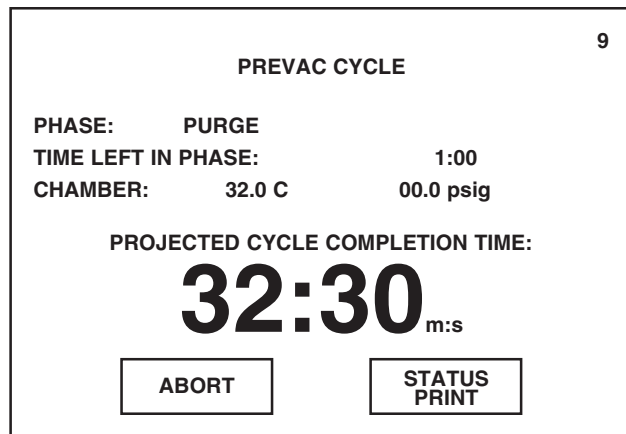 9
PREVAC CYCLE
PHASE: PURGE
TIME LEFT IN PHASE: 1:00
CHAMBER: 32.0 C 00.0 psig
PROJECTED CYCLE COMPLETION TIME:
32:30 m:s
ABORT
STATUS
PRINT